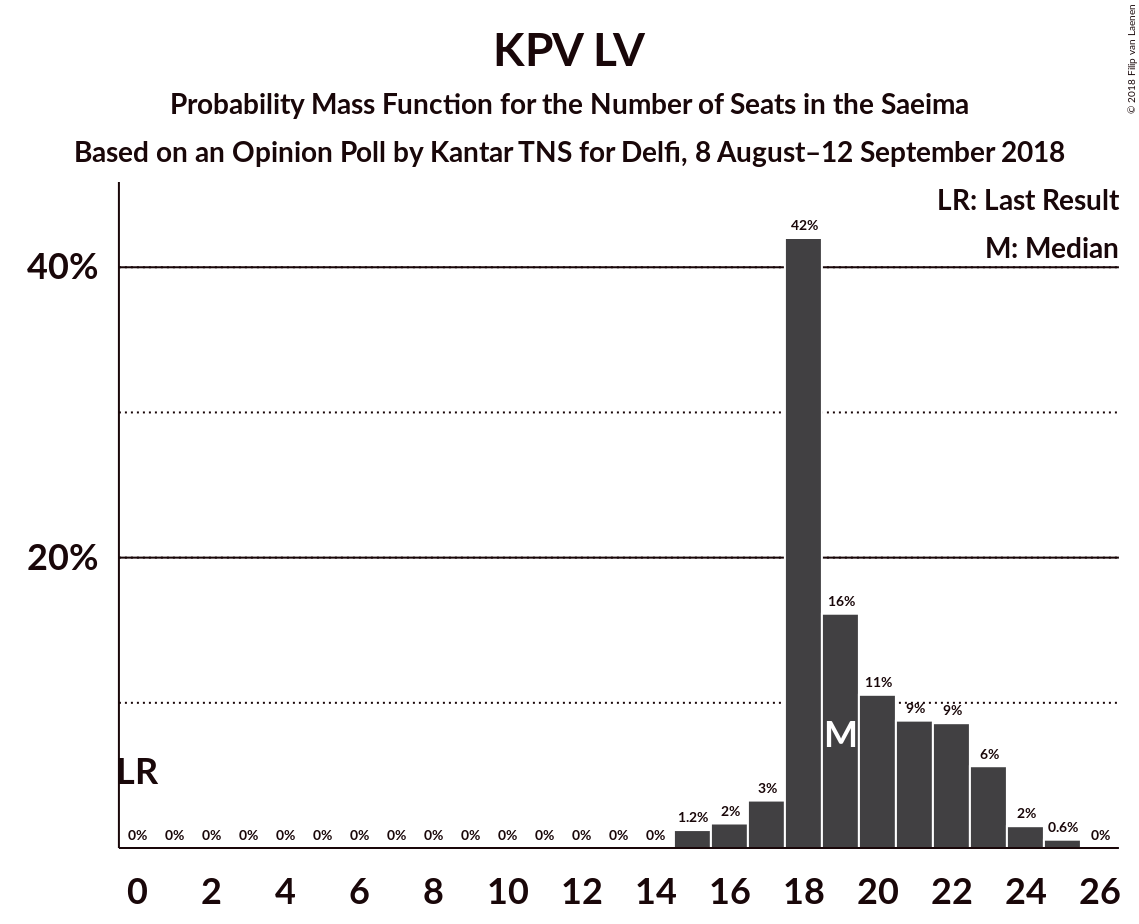 KPV LV
Probability Mass Function for the Number of Seats in the Saeima
Based on an Opinion Poll by Kantar TNS for Delfi, 8 August–12 September 2018
© 2018 Filip van Laenen
LR: Last Result
M: Median
40%
20%
42%
16%
11%
9%
9%
6%
3%
2%
1.2%
2%
0.6%
M
LR
0% 0% 0% 0% 0% 0% 0% 0% 0% 0% 0% 0% 0% 0% 0% 0%
0 2 4 6 8 10 12 14 16 18 20 22 24 26